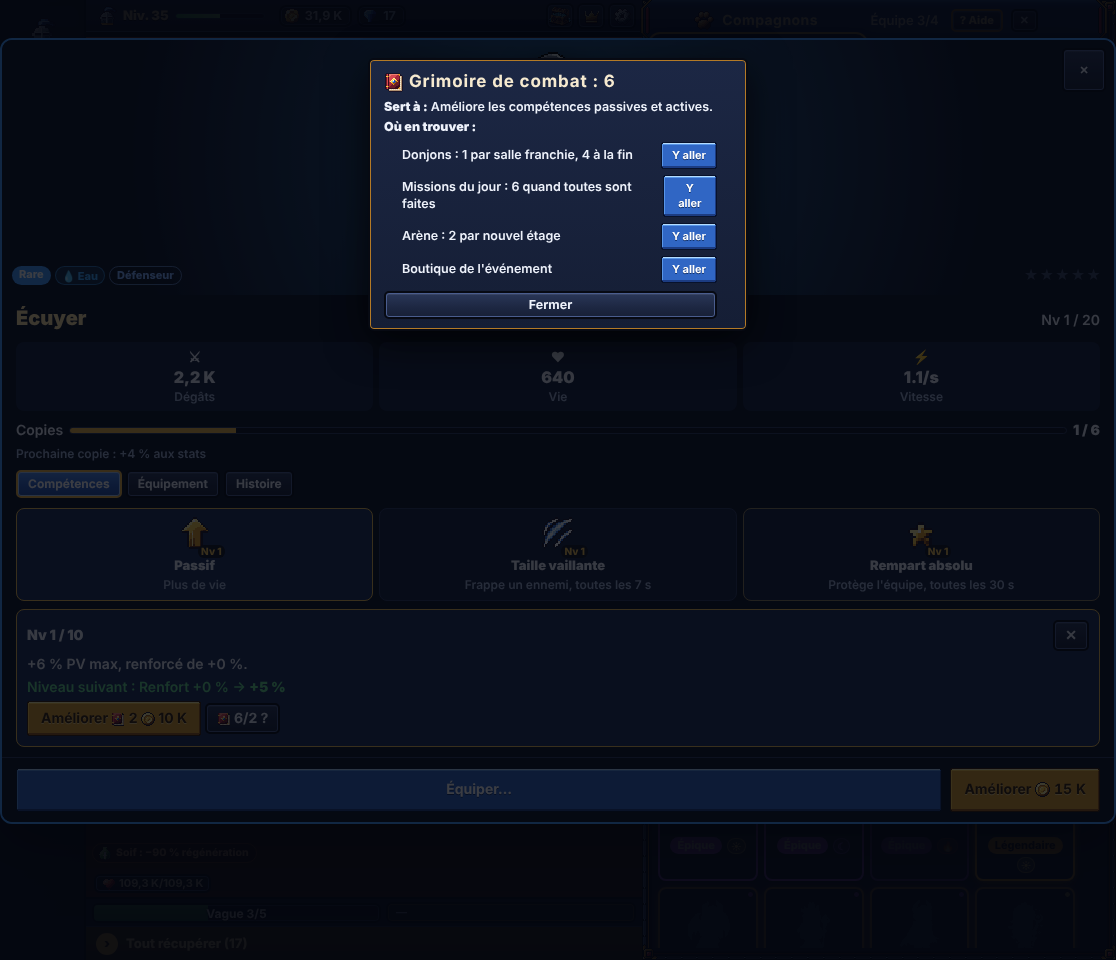 Niv. 35
31,9 K
17
Compagnons
Équipe 3/4
? Aide
×
×
Grimoire de combat : 6
Sert à : Améliore les compétences passives et actives.
Où en trouver :
Donjons : 1 par salle franchie, 4 à la fin
Y aller
Missions du jour : 6 quand toutes sont
faites
Y
aller
Arène : 2 par nouvel étage
Y aller
Boutique de l'événement
Y aller
Fermer
Rare
Eau
Défenseur
Écuyer
Nv 1 / 20
2,2 K
Dégâts
640
Vie
1.1/s
Vitesse
Copies
1 / 6
Prochaine copie : +4 % aux stats
Compétences
Équipement
Histoire
Nv 1
Passif
Plus de vie
Nv 1
Taille vaillante
Frappe un ennemi, toutes les 7 s
Nv 1
Rempart absolu
Protège l'équipe, toutes les 30 s
Nv 1 / 10
×
+6 % PV max, renforcé de +0 %.
Niveau suivant : Renfort +0 % → +5 %
Améliorer 2 10 K
6/2 ?
Équiper...
Améliorer 15 K
Soif : −90 % régénération
109,3 K/109,3 K
Vague 3/5
Tout récupérer (17)
Épique
Épique
Épique
Légendaire